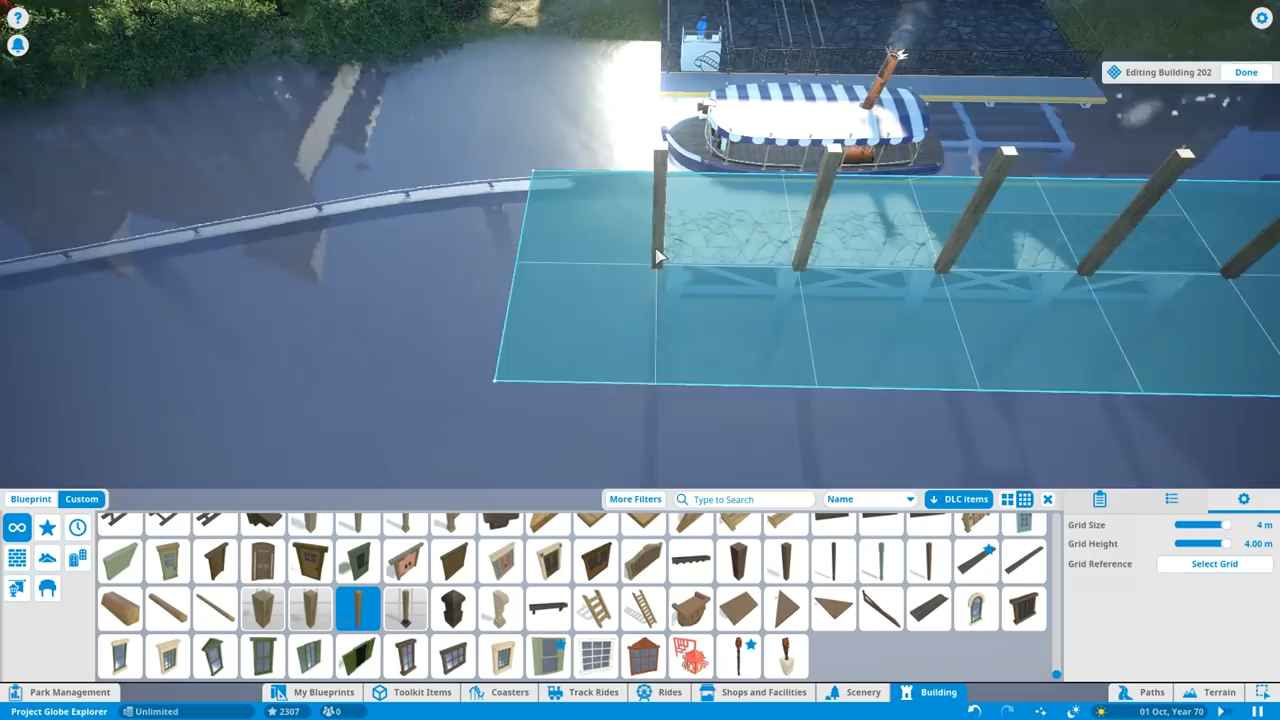 ?
Editing Building 202
Done
Blueprint
Custom
More Filters
Type to Search
Name
DLC items
Grid Size
4 m
Grid Height
4.00 m
Grid Reference
Select Grid
Park Management
My Blueprints
Toolkit Items
Coasters
Track Rides
Rides
Shops and Facilities
Scenery
Building
Paths
Terrain
Project Globe Explorer
Unlimited
2307
0
01 Oct, Year 70